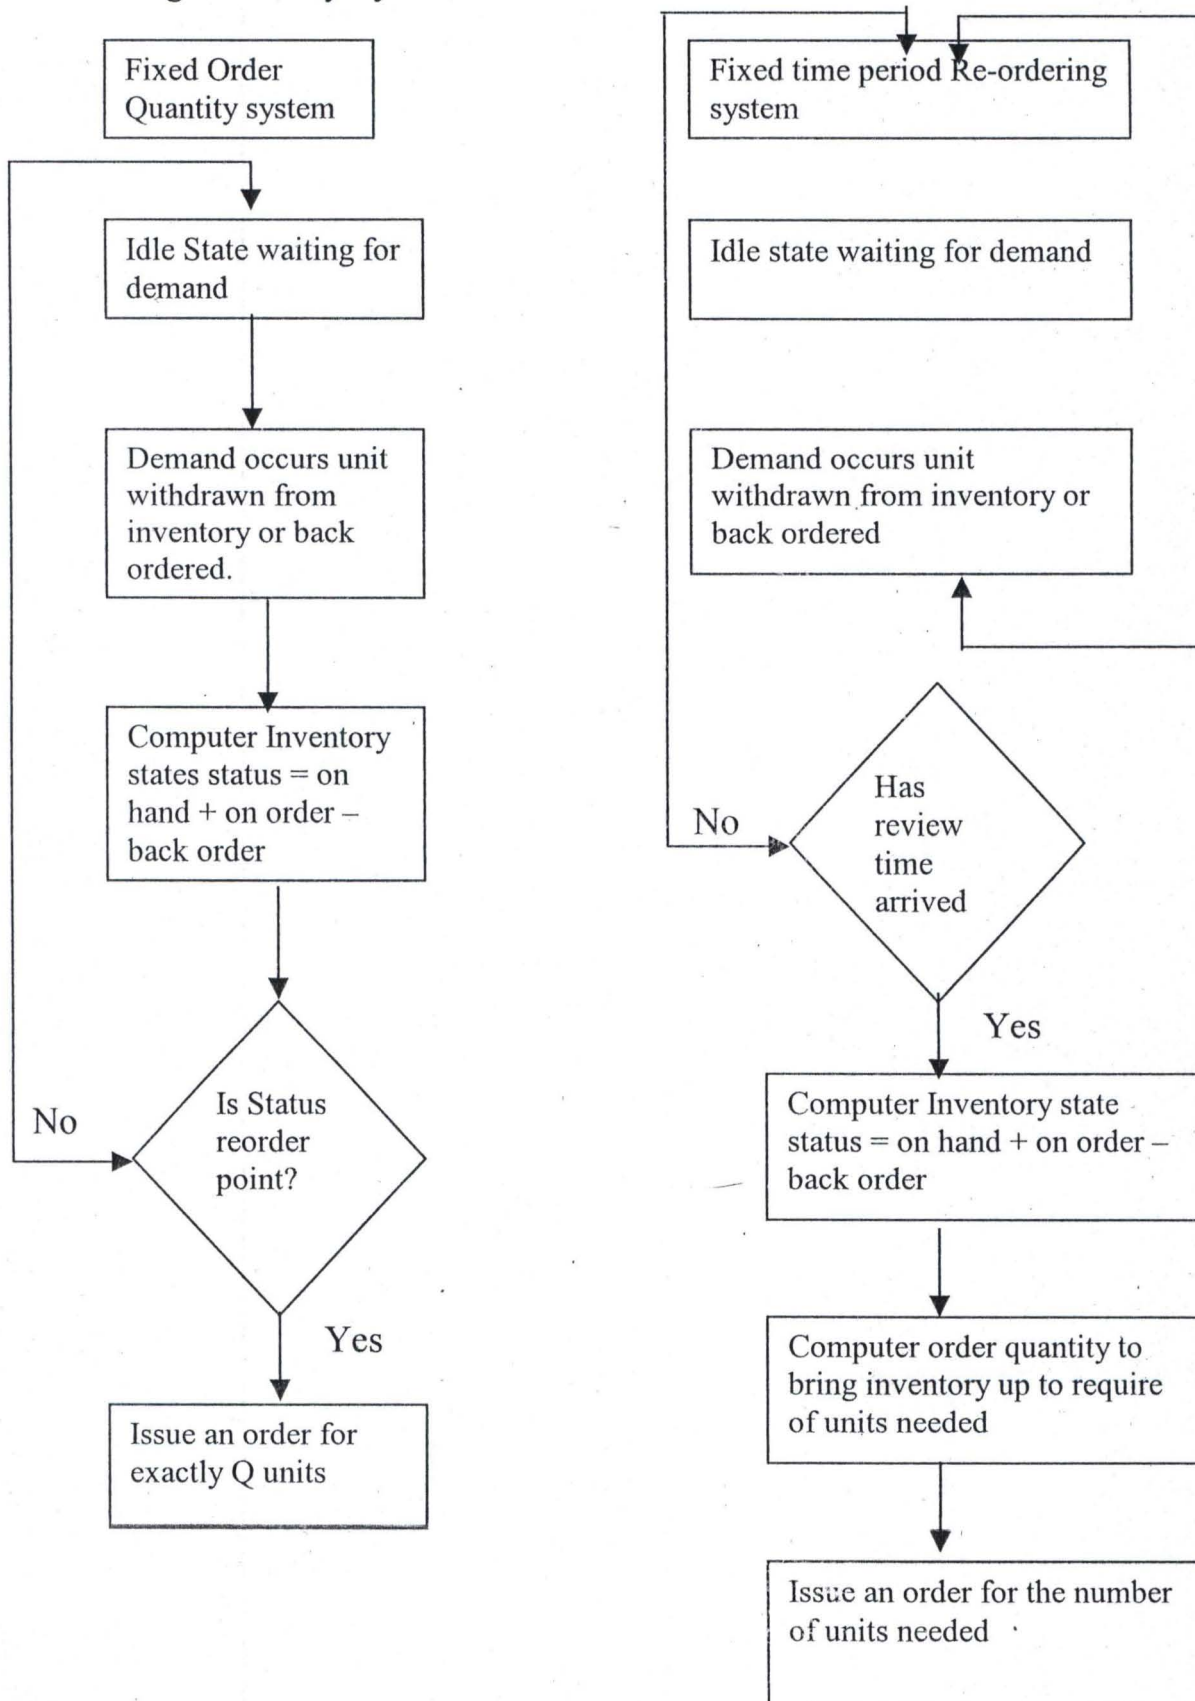 Fixed Order
Quantity system
Idle State waiting for
demand
Demand occurs unit
withdrawn from
inventory or back
ordered.
Computer Inventory
states status = on
hand + on order –
back order
Is Status
reorder
point?
No
Yes
Issue an order for
exactly Q units
Fixed time period Re-ordering
system
Idle state waiting for demand
Demand occurs unit
withdrawn from inventory or
back ordered
Has
review
time
arrived
No
Yes
Computer Inventory state
status = on hand + on order –
back order
Computer order quantity to
bring inventory up to require
of units needed
Issue an order for the number
of units needed